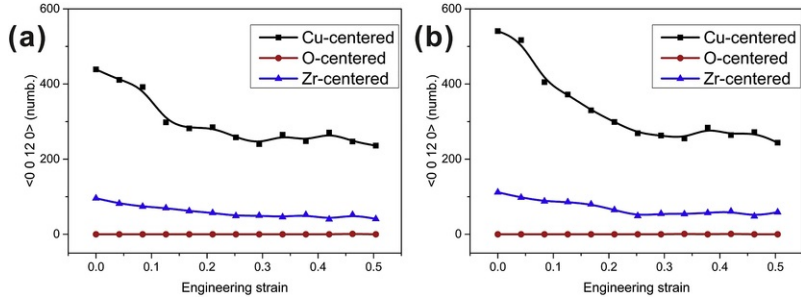 (a)
600
400
200
0
<0 0 12 0> (numb.)
Cu-centered
O-centered
Zr-centered
0.0 0.1 0.2 0.3 0.4 0.5
Engineering strain
(b)
600
400
200
0
<0 0 12 0> (numb.)
Cu-centered
O-centered
Zr-centered
0.0 0.1 0.2 0.3 0.4 0.5
Engineering strain